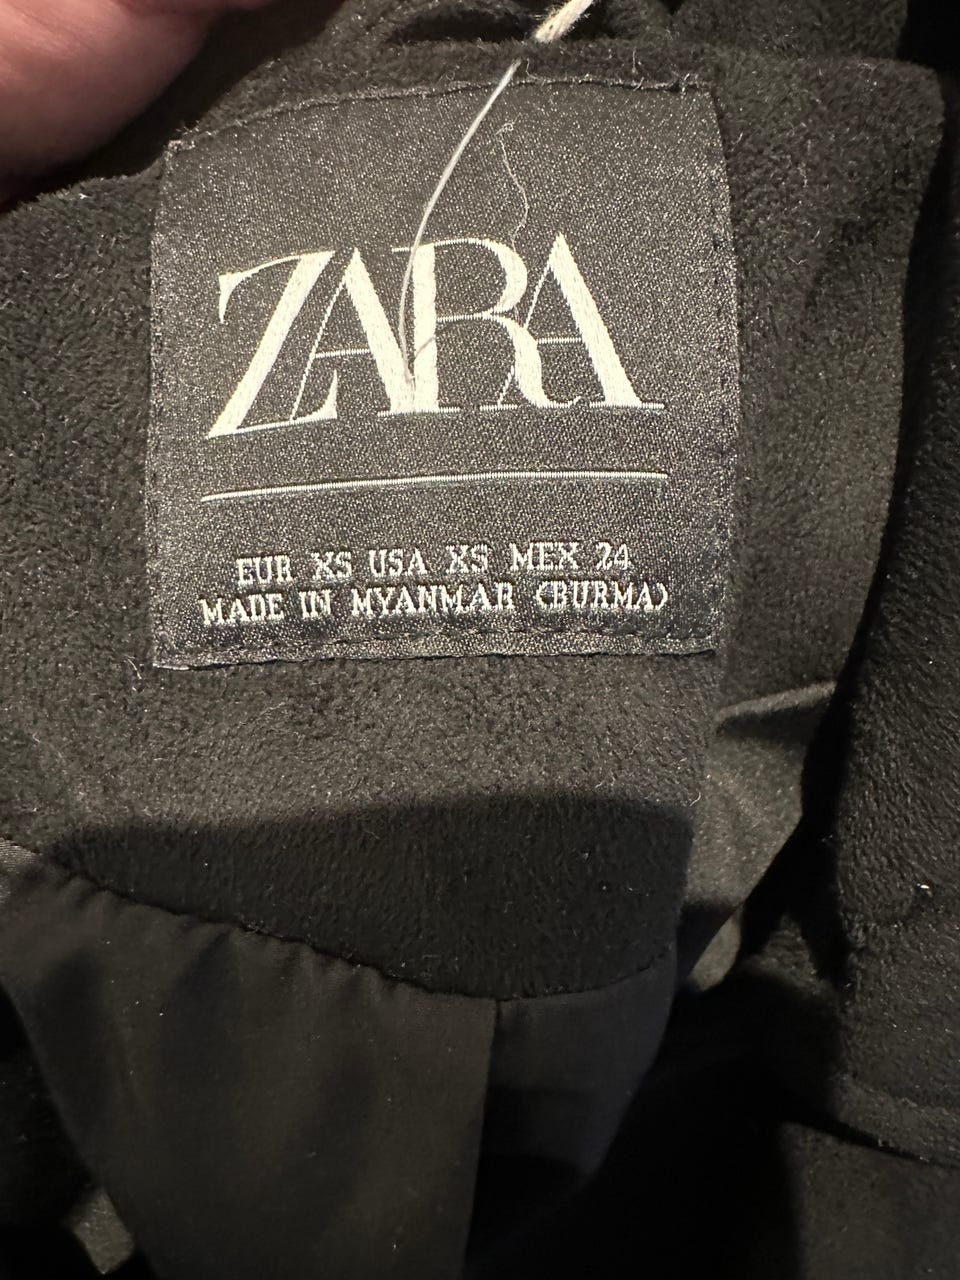 ZARA
EUR XS USA XS MEX 24
MADE IN MYANMAR (BURMA)